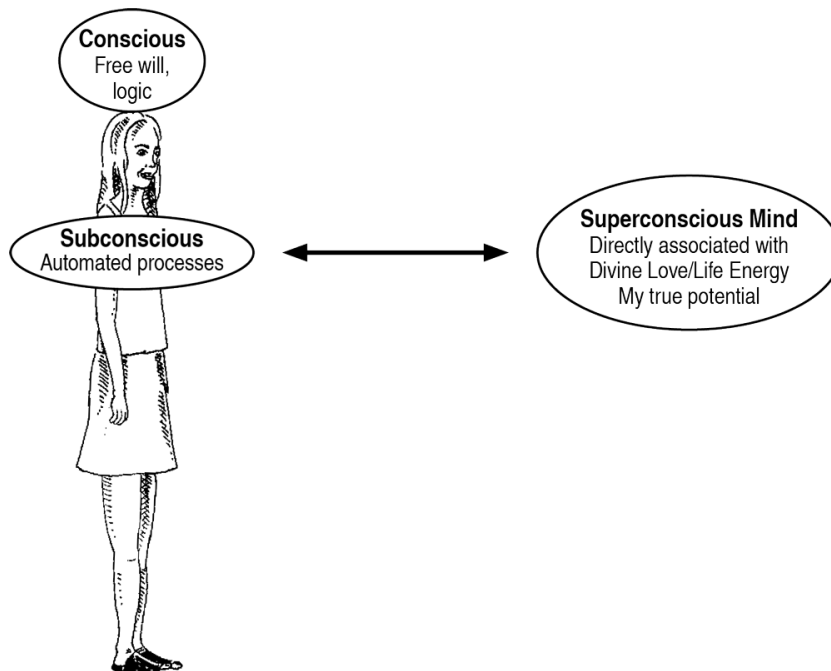 Conscious
Free will,
logic
Subconscious
Automated processes
Superconscious Mind
Directly associated with
Divine Love/Life Energy
My true potential